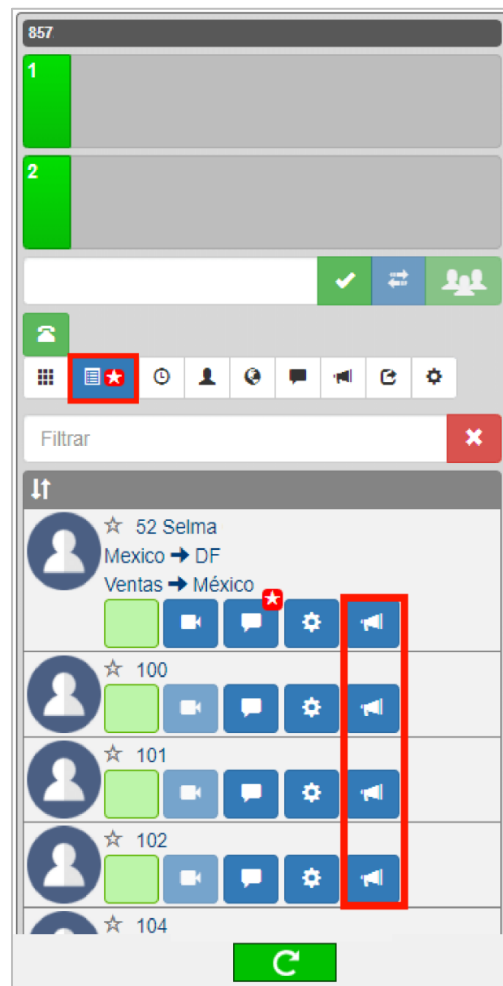 857
1
2
Filtrar
52 Selma
Mexico ➔ DF
Ventas ➔ México
100
101
102
104